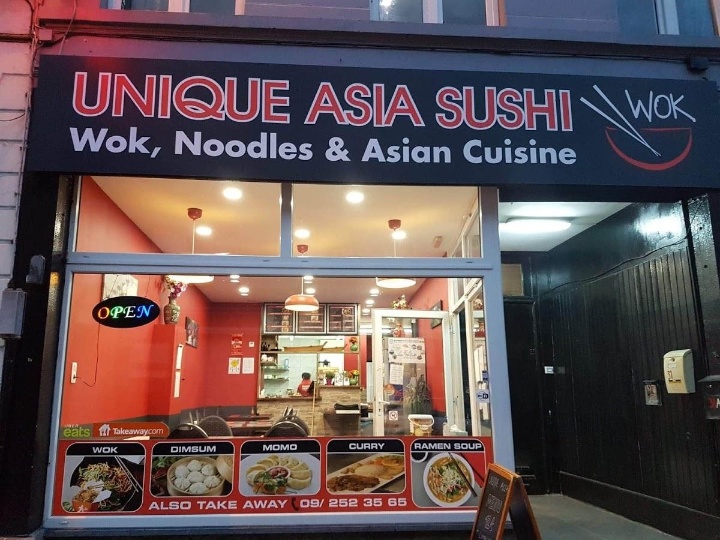 UNIQUE ASIA SUSHI
WOK
Wok, Noodles & Asian Cuisine
OPEN
UBER
eats
Takeaway.com
WOK
DIMSUM
MOMO
CURRY
RAMEN SOUP
ALSO TAKE AWAY 09/ 252 35 65